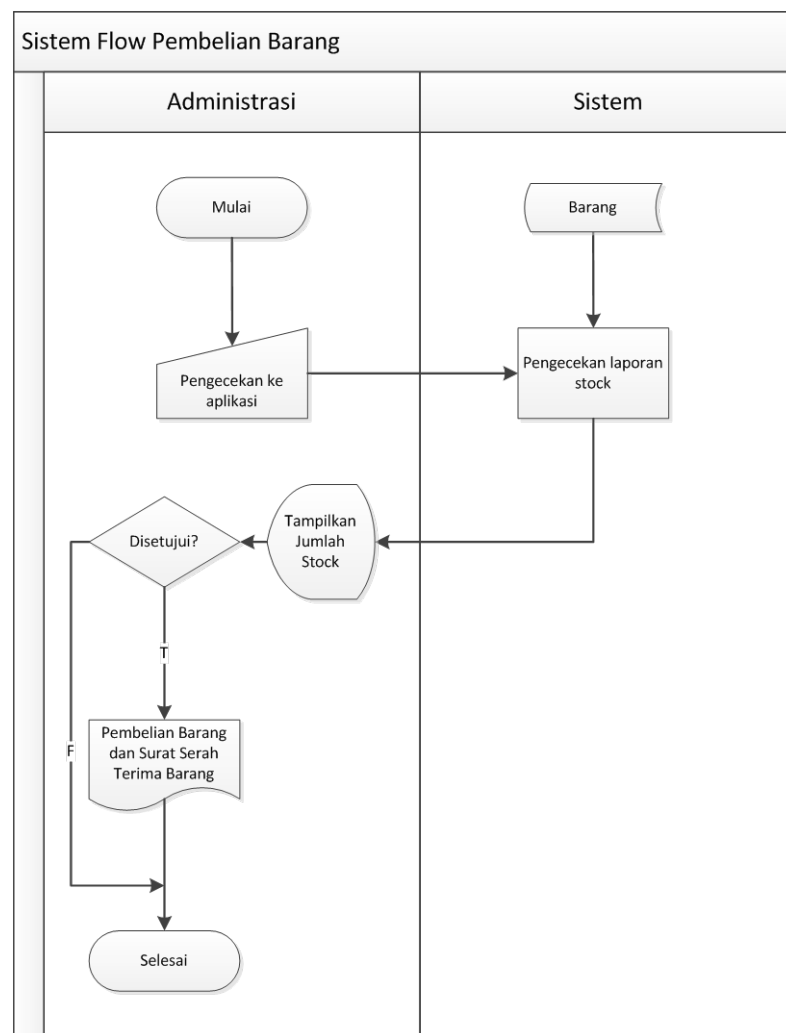 Sistem Flow Pembelian Barang
Administrasi
Sistem
Mulai
Barang
Pengecekan ke
aplikasi
Pengecekan laporan
stock
Disetujui?
Tampilkan
Jumlah
Stock
T
F
Pembelian Barang
dan Surat Serah
Terima Barang
Selesai